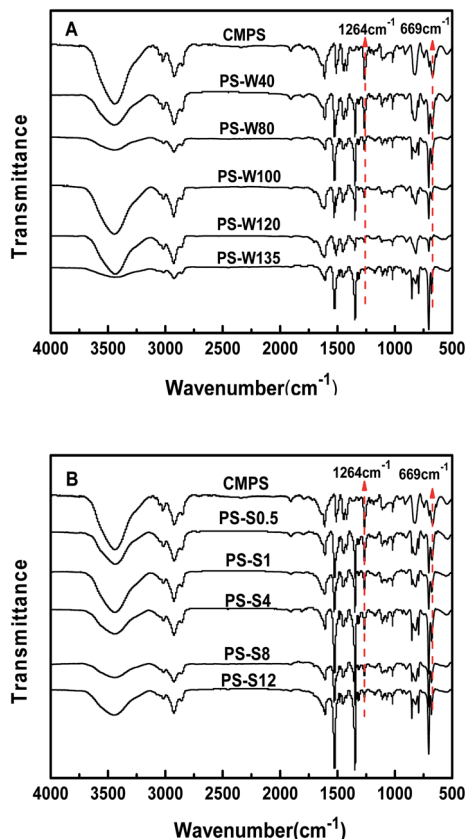 A
1264cm-1
669cm-1
CMPS
PS-W40
PS-W80
PS-W100
PS-W120
PS-W135
Transmittance
4000 3500 3000 2500 2000 1500 1000 500
Wavenumber(cm-1)
B
1264cm-1
669cm-1
CMPS
PS-S0.5
PS-S1
PS-S4
PS-S8
PS-S12
Transmittance
4000 3500 3000 2500 2000 1500 1000 500
Wavenumber(cm-1)